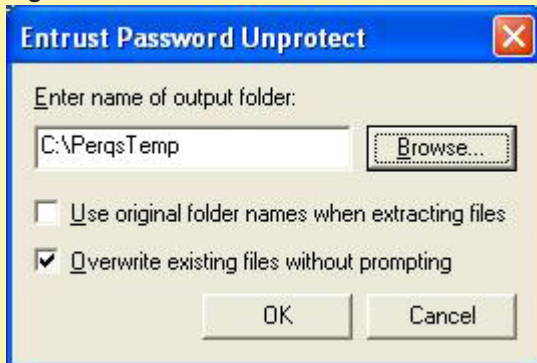 Entrust Password Unprotect
Enter name of output folder:
C:\PerqsTemp
Browse...
Use original folder names when extracting files
Overwrite existing files without prompting
OK
Cancel